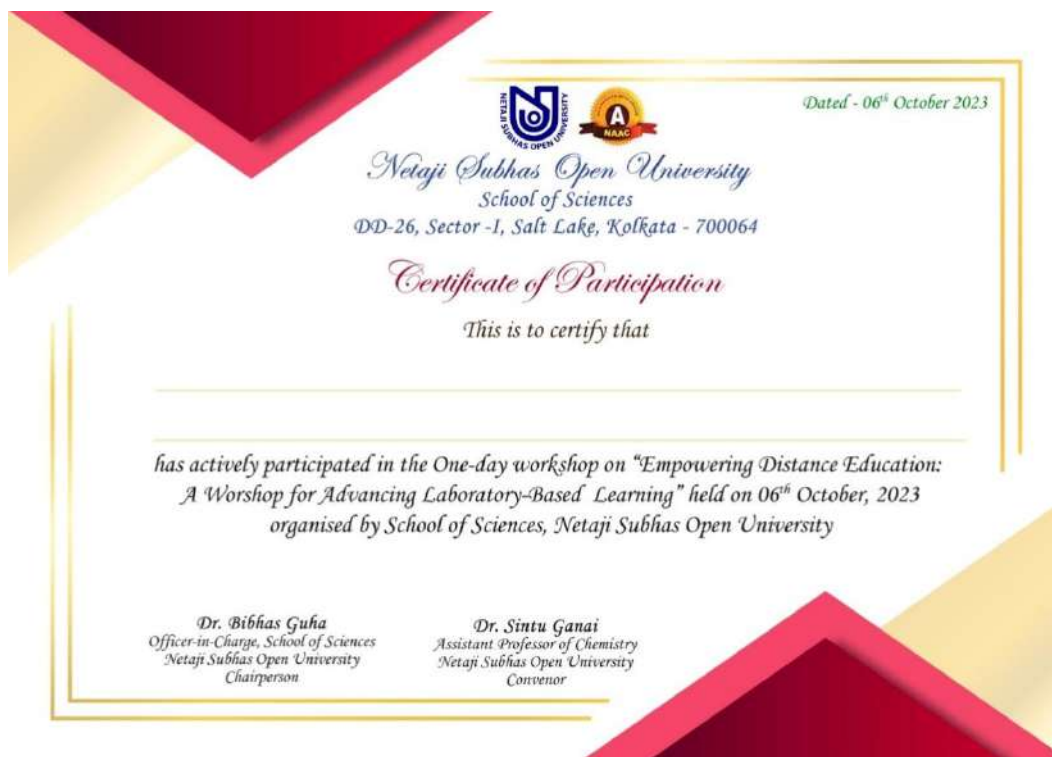 Dated - 06th October 2023
NETAJI SUBHAS OPEN UNIVERSITY
A
NAAC
Netaji Subhas Open University
School of Sciences
DD-26, Sector -I, Salt Lake, Kolkata - 700064
Certificate of Participation
This is to certify that
has actively participated in the One-day workshop on “Empowering Distance Education:
A Worshop for Advancing Laboratory-Based Learning” held on 06th October, 2023
organised by School of Sciences, Netaji Subhas Open University
Dr. Bibhas Guha
Officer-in-Charge, School of Sciences
Netaji Subhas Open University
Chairperson
Dr. Sintu Ganai
Assistant Professor of Chemistry
Netaji Subhas Open University
Convenor